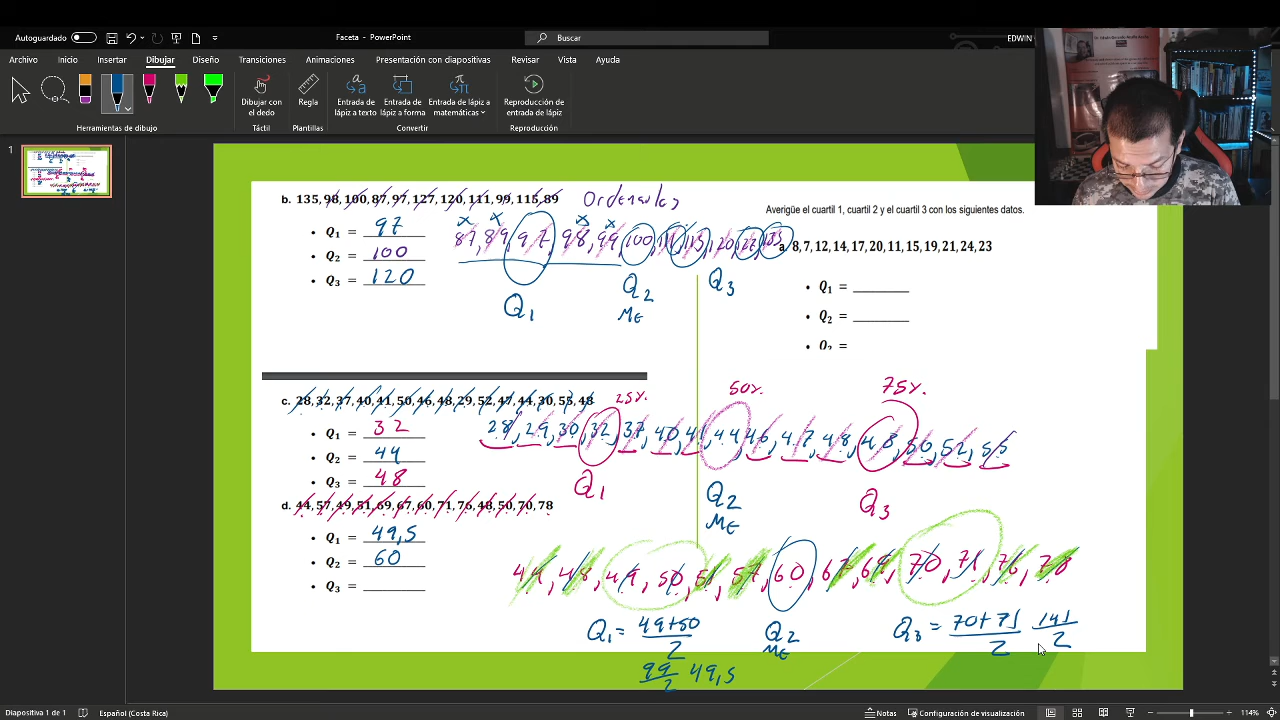 Autoguardado
Faceta - PowerPoint
Buscar
EDWIN
Archivo Inicio Insertar Dibujar Diseño Transiciones Animaciones Presentación con diapositivas Revisar Vista Ayuda
Dibujar con el dedo
Regla
Entrada de lápiz a texto
Entrada de lápiz a forma
Entrada de lápiz a matemáticas
Reproducción de entrada de lápiz
Herramientas de dibujo
Táctil
Plantillas
Convertir
Reproducción
1
b. 135, 98, 100, 87, 97, 127, 120, 111, 99, 115, 89
Ordenarlos
• Q1 = 97
• Q2 = 100
• Q3 = 120
87, 89, 97, 98, 99, 100, 111, 115, 120, 127, 135
Q1
Q2
ME
Q3
Averigüe el cuartil 1, cuartil 2 y el cuartil 3 con los siguientes datos.
a. 8, 7, 12, 14, 17, 20, 11, 15, 19, 21, 24, 23
• Q1 = ________
• Q2 = ________
• Q3 =
c. 28, 32, 37, 40, 41, 50, 46, 48, 29, 52, 47, 44, 30, 55, 48
• Q1 = 32
• Q2 = 44
• Q3 = 48
25%.
50%.
75%.
28, 29, 30, 32, 37, 40, 41, 44, 46, 47, 48, 48, 50, 52, 55
Q1
Q2
ME
Q3
d. 44, 57, 49, 51, 69, 67, 60, 71, 76, 48, 50, 70, 78
• Q1 = 49,5
• Q2 = 60
• Q3 = ________
44, 48, 49, 50, 51, 57, 60, 67, 69, 70, 71, 76, 78
Q1 = 49+50 / 2
99 / 2 49,5
Q2
ME
Q3 = 70+71 / 2 141 / 2
Diapositiva 1 de 1
Español (Costa Rica)
Notas
Configuración de visualización
114%